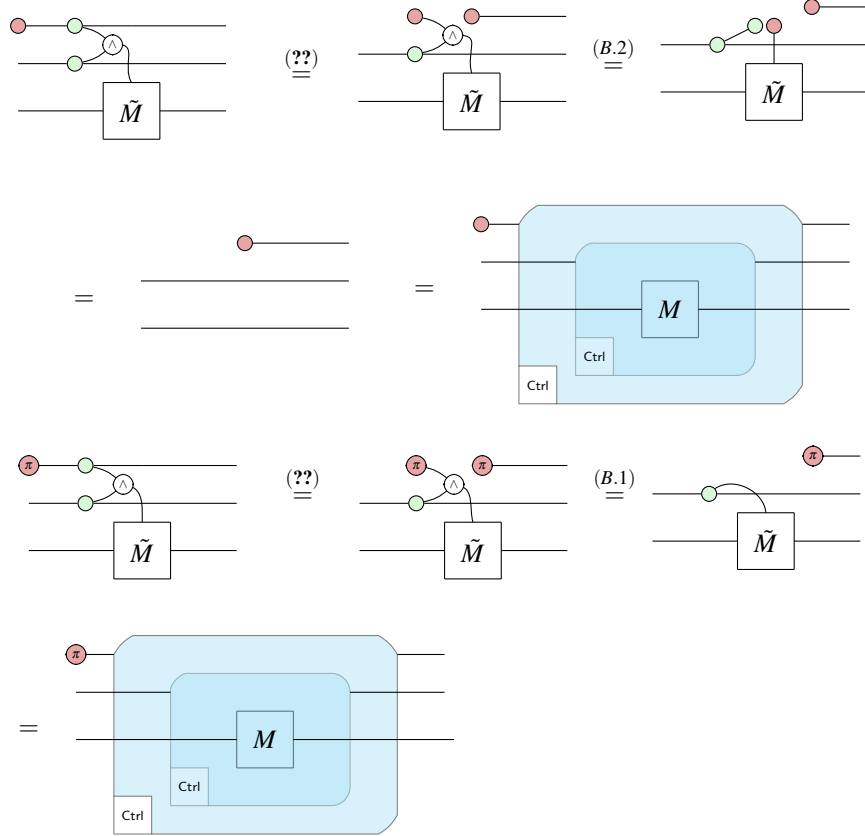 ∧ (??) = ∧ (B.2) =
M̃ M̃ M̃
= =
M
Ctrl
Ctrl
π (??) = π π (B.1) = π
∧ ∧
M̃ M̃ M̃
π
= M
Ctrl
Ctrl